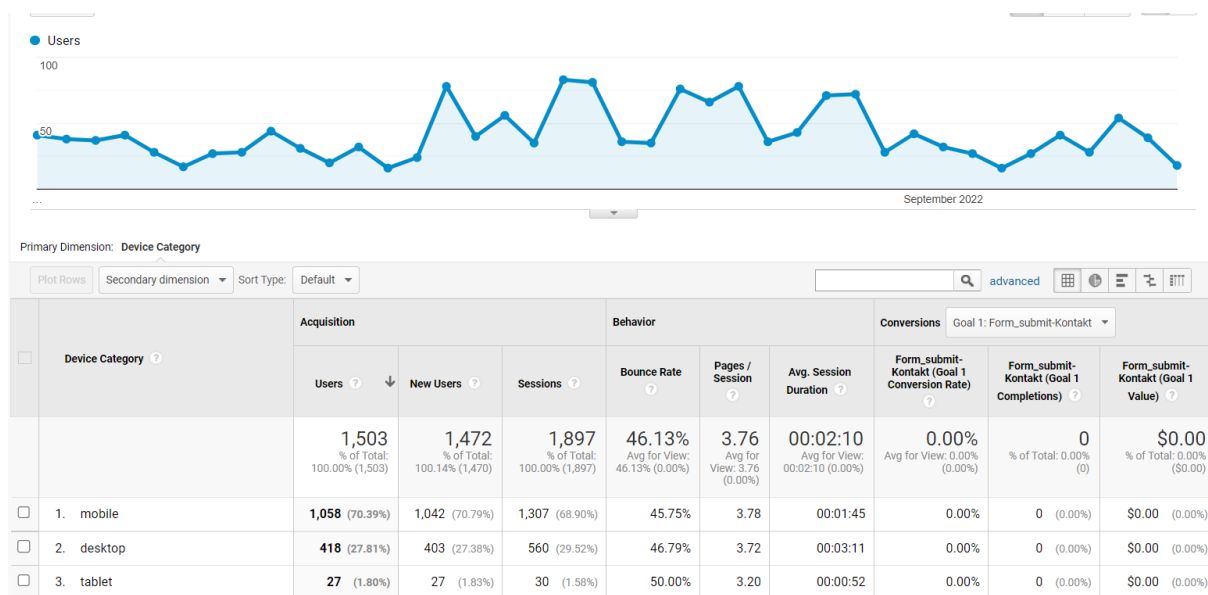 Users
100
50
...
September 2022
Primary Dimension: Device Category
Plot Rows Secondary dimension Sort Type: Default advanced
Acquisition Behavior Conversions Goal 1: Form_submit-Kontakt
Device Category ? Users ? New Users ? Sessions ? Bounce Rate ? Pages / Session ? Avg. Session Duration ? Form_submit-Kontakt (Goal 1 Conversion Rate) ? Form_submit-Kontakt (Goal 1 Completions) ? Form_submit-Kontakt (Goal 1 Value) ?
1,503 1,472 1,897 46.13% 3.76 00:02:10 0.00% 0 $0.00
% of Total: 100.00% (1,503) % of Total: 100.14% (1,470) % of Total: 100.00% (1,897) Avg for View: 46.13% (0.00%) Avg for View: 3.76 (0.00%) Avg for View: 00:02:10 (0.00%) Avg for View: 0.00% (0.00%) % of Total: 0.00% (0) % of Total: 0.00% ($0.00)
1. mobile 1,058 (70.39%) 1,042 (70.79%) 1,307 (68.90%) 45.75% 3.78 00:01:45 0.00% 0 (0.00%) $0.00 (0.00%)
2. desktop 418 (27.81%) 403 (27.38%) 560 (29.52%) 46.79% 3.72 00:03:11 0.00% 0 (0.00%) $0.00 (0.00%)
3. tablet 27 (1.80%) 27 (1.83%) 30 (1.58%) 50.00% 3.20 00:00:52 0.00% 0 (0.00%) $0.00 (0.00%)